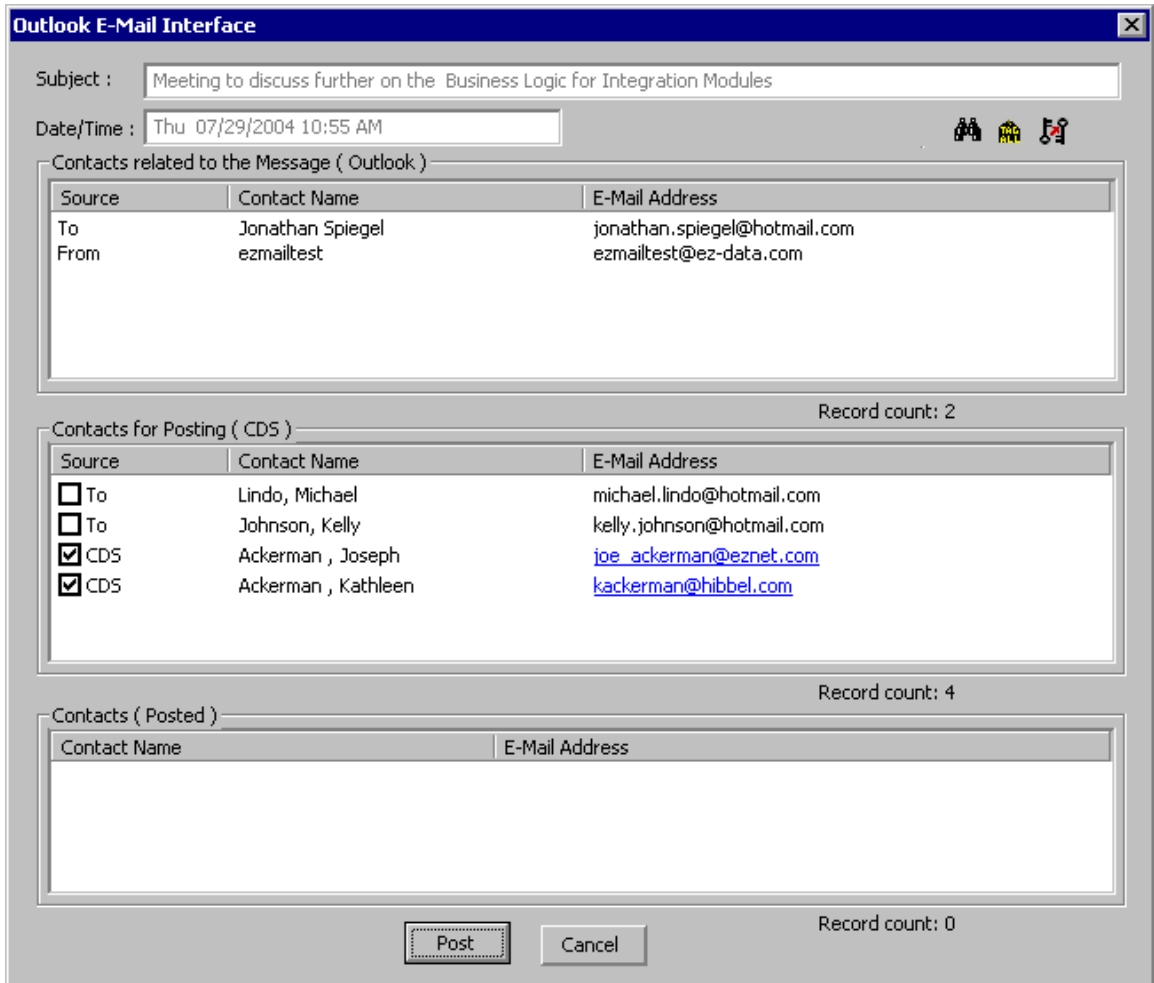 Outlook E-Mail Interface
Subject : Meeting to discuss further on the Business Logic for Integration Modules
Date/Time : Thu 07/29/2004 10:55 AM
Contacts related to the Message ( Outlook )
Source Contact Name E-Mail Address
To Jonathan Spiegel jonathan.spiegel@hotmail.com
From ezmailtest ezmailtest@ez-data.com
Record count: 2
Contacts for Posting ( CDS )
Source Contact Name E-Mail Address
To Lindo, Michael michael.lindo@hotmail.com
To Johnson, Kelly kelly.johnson@hotmail.com
CDS Ackerman , Joseph joe_ackerman@eznet.com
CDS Ackerman , Kathleen kackerman@hibbel.com
Record count: 4
Contacts ( Posted )
Contact Name E-Mail Address
Record count: 0
Post Cancel